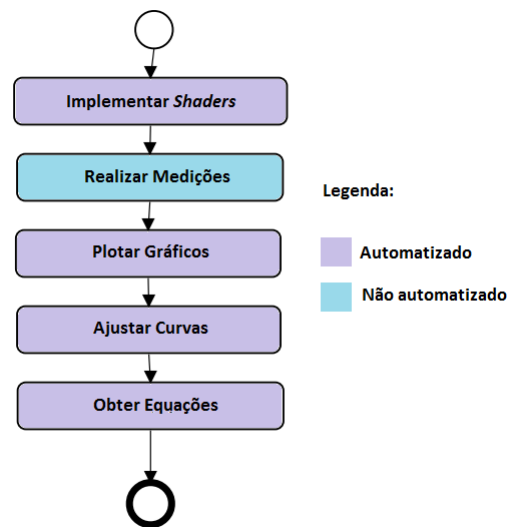 Implementar Shaders
Realizar Medições
Plotar Gráficos
Ajustar Curvas
Obter Equações
Legenda:
Automatizado
Não automatizado